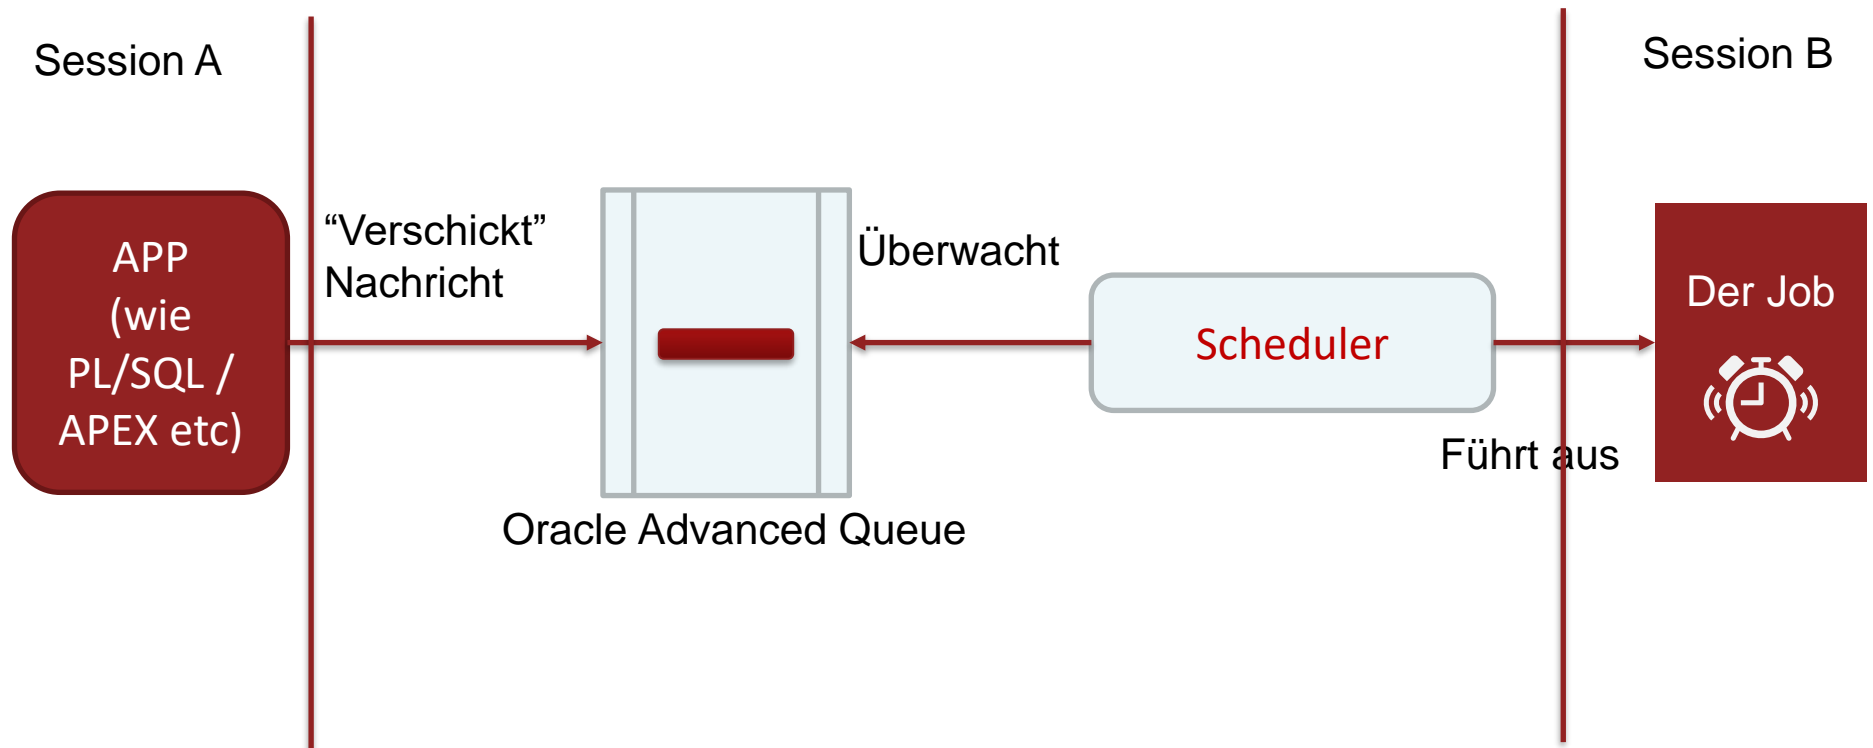 Session A
Session B
“Verschickt”
Nachricht
Überwacht
APP
(wie
PL/SQL /
APEX etc)
Scheduler
Der Job
Führt aus
Oracle Advanced Queue